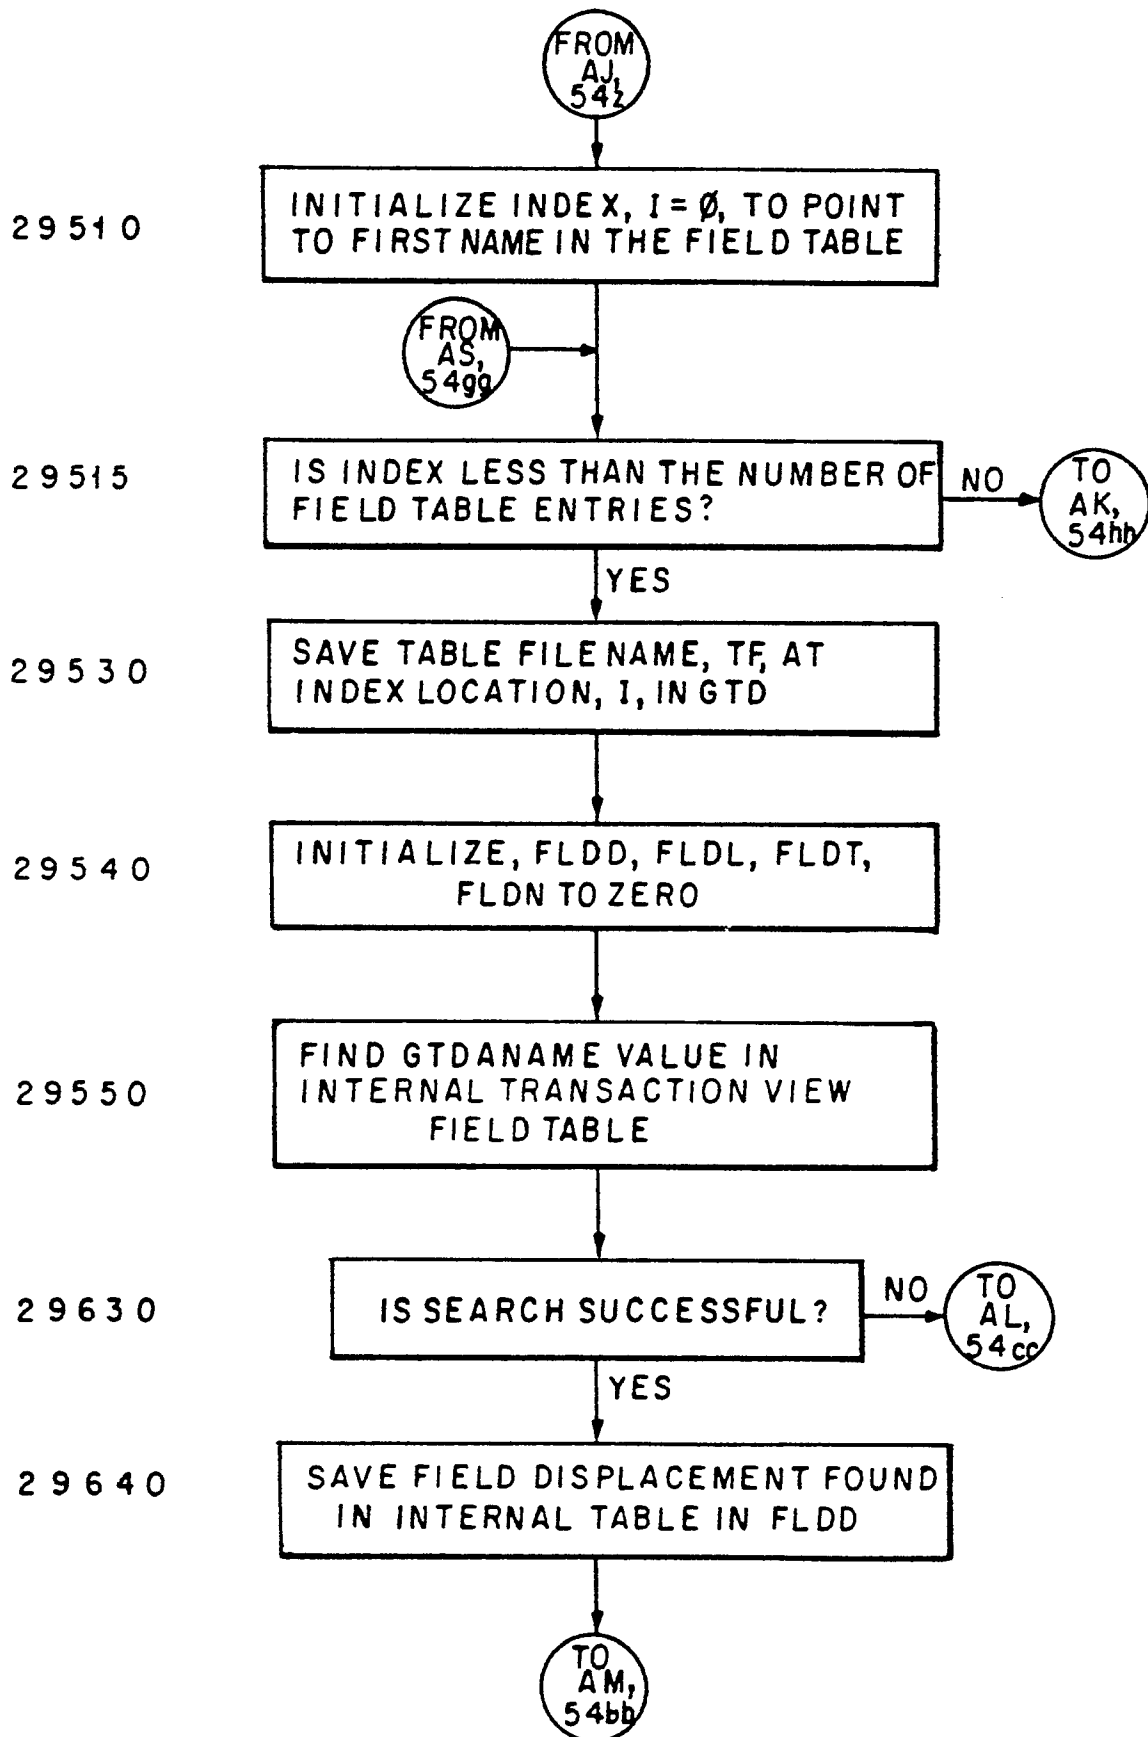 FROM
AJ,
54z
29510
INITIALIZE INDEX, I = Ø, TO POINT
TO FIRST NAME IN THE FIELD TABLE
FROM
AS,
54gg
29515
IS INDEX LESS THAN THE NUMBER OF
FIELD TABLE ENTRIES?
NO
TO
AK,
54hh
YES
29530
SAVE TABLE FILE NAME, TF, AT
INDEX LOCATION, I, IN GTD
29540
INITIALIZE, FLDD, FLDL, FLDT,
FLDN TO ZERO
29550
FIND GTDANAME VALUE IN
INTERNAL TRANSACTION VIEW
FIELD TABLE
29630
IS SEARCH SUCCESSFUL?
NO
TO
AL,
54cc
YES
29640
SAVE FIELD DISPLACEMENT FOUND
IN INTERNAL TABLE IN FLDD
TO
AM,
54bb